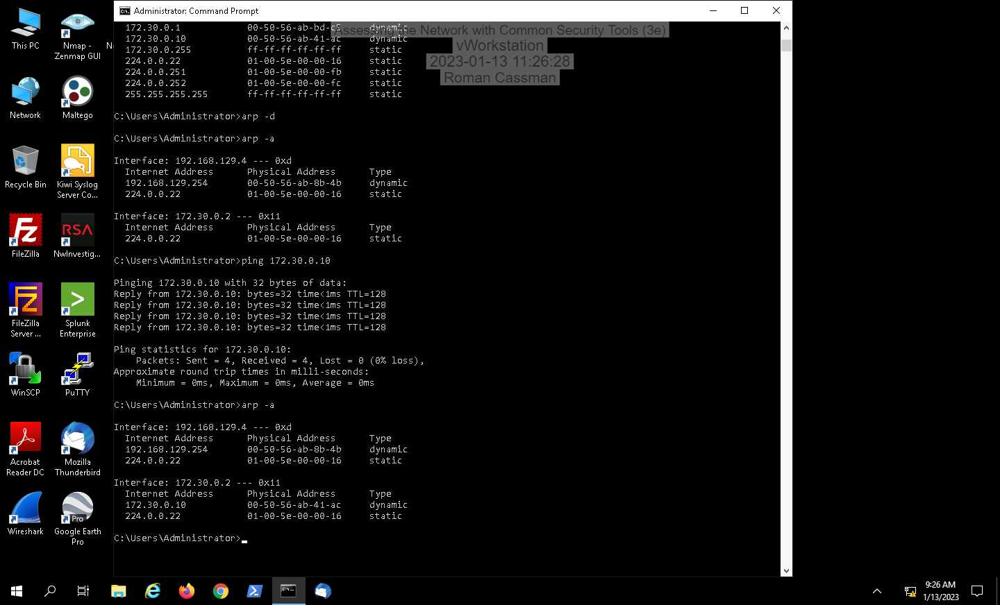 Administrator: Command Prompt
172.30.0.1 00-50-56-ab-bd-c5 dynamic
172.30.0.10 00-50-56-ab-41-ac dynamic
172.30.0.255 ff-ff-ff-ff-ff-ff static
224.0.0.22 01-00-5e-00-00-16 static
224.0.0.251 01-00-5e-00-00-fb static
224.0.0.252 01-00-5e-00-00-fc static
255.255.255.255 ff-ff-ff-ff-ff-ff static
Assessing the Network with Common Security Tools (3e)
vWorkstation
2023-01-13 11:26:28
Roman Cassman
C:\Users\Administrator>arp -d
C:\Users\Administrator>arp -a
Interface: 192.168.129.4 --- 0xd
Internet Address Physical Address Type
192.168.129.254 00-50-56-ab-8b-4b dynamic
224.0.0.22 01-00-5e-00-00-16 static
Interface: 172.30.0.2 --- 0x11
Internet Address Physical Address Type
224.0.0.22 01-00-5e-00-00-16 static
C:\Users\Administrator>ping 172.30.0.10
Pinging 172.30.0.10 with 32 bytes of data:
Reply from 172.30.0.10: bytes=32 time<1ms TTL=128
Reply from 172.30.0.10: bytes=32 time<1ms TTL=128
Reply from 172.30.0.10: bytes=32 time<1ms TTL=128
Reply from 172.30.0.10: bytes=32 time<1ms TTL=128
Ping statistics for 172.30.0.10:
Packets: Sent = 4, Received = 4, Lost = 0 (0% loss),
Approximate round trip times in milli-seconds:
Minimum = 0ms, Maximum = 0ms, Average = 0ms
C:\Users\Administrator>arp -a
Interface: 192.168.129.4 --- 0xd
Internet Address Physical Address Type
192.168.129.254 00-50-56-ab-8b-4b dynamic
224.0.0.22 01-00-5e-00-00-16 static
Interface: 172.30.0.2 --- 0x11
Internet Address Physical Address Type
172.30.0.10 00-50-56-ab-41-ac dynamic
224.0.0.22 01-00-5e-00-00-16 static
C:\Users\Administrator>
This PC
Nmap -
Zenmap GUI
Network
Maltego
Recycle Bin
Kiwi Syslog
Server Co...
FileZilla
RSA
NwInvestig...
FileZilla
Server ...
Splunk
Enterprise
WinSCP
PuTTY
Acrobat
Reader DC
Mozilla
Thunderbird
Wireshark
Pro
Google Earth
Pro
9:26 AM
1/13/2023